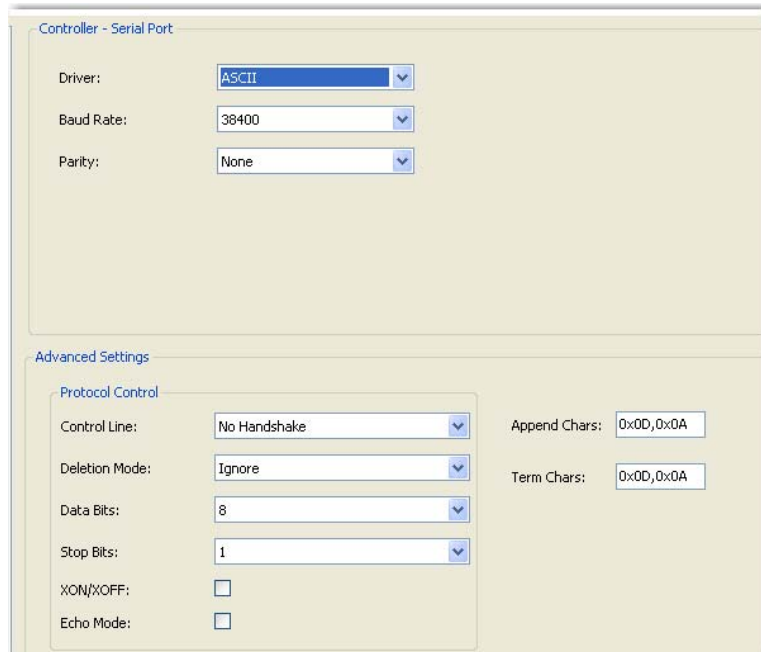 Controller - Serial Port
Driver: ASCII
Baud Rate: 38400
Parity: None
Advanced Settings
Protocol Control
Control Line: No Handshake
Deletion Mode: Ignore
Data Bits: 8
Stop Bits: 1
XON/XOFF:
Echo Mode:
Append Chars: 0x0D,0x0A
Term Chars: 0x0D,0x0A